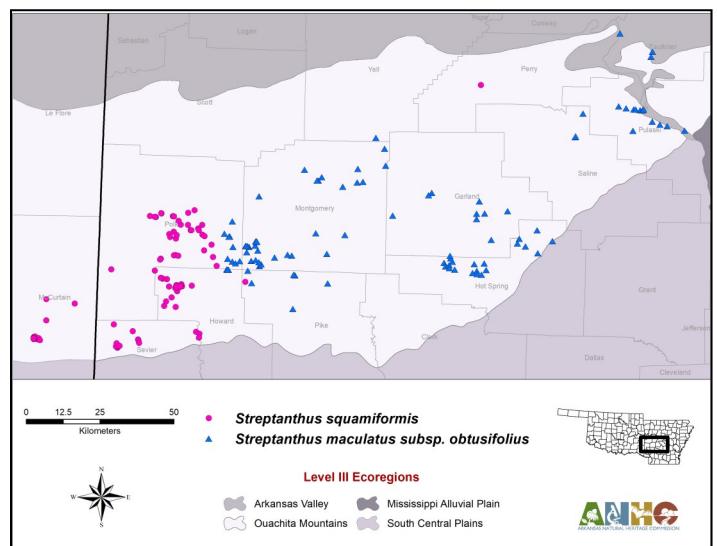 Pope
Conway
Sebastian
Logan
Faulkner
Yell
Perry
Le Flore
Scott
Pulaski
Saline
Garland
Montgomery
Polk
Hot Spring
Grant
McCurtain
Howard
Pike
Jefferson
Clark
Sevier
Dallas
Cleveland
0 12.5 25 50
Kilometers
Streptanthus squamiformis
Streptanthus maculatus subsp. obtusifolius
Level III Ecoregions
N
W E
S
Arkansas Valley
Mississippi Alluvial Plain
Ouachita Mountains
South Central Plains
ANHC
ARKANSAS NATURAL HERITAGE COMMISSION